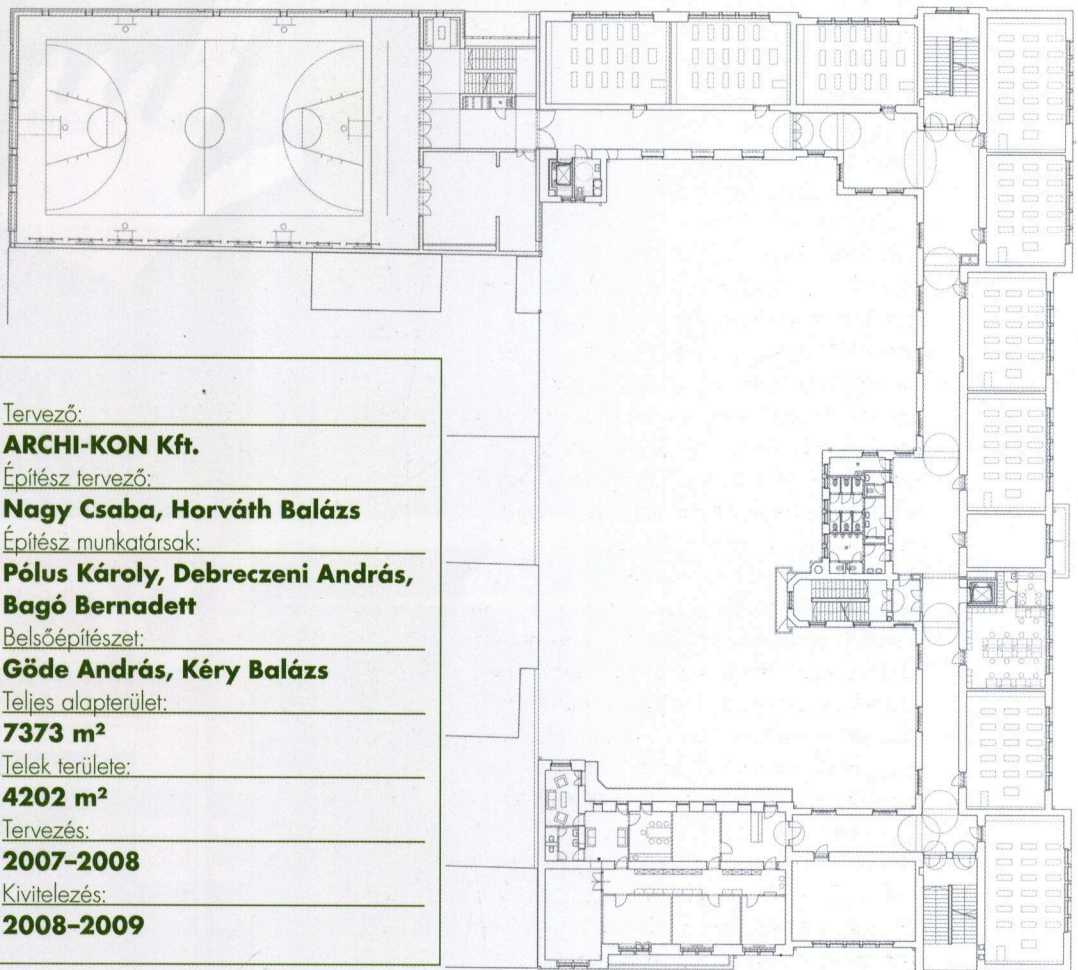 Tervező:
ARCHI-KON Kft.
Építész tervező:
Nagy Csaba, Horváth Balázs
Építész munkatársak:
Pólus Károly, Debreczeni András,
Bagó Bernadett
Belsőépítészet:
Göde András, Kéry Balázs
Teljes alapterület:
7373 m²
Telek területe:
4202 m²
Tervezés:
2007–2008
Kivitelezés:
2008–2009